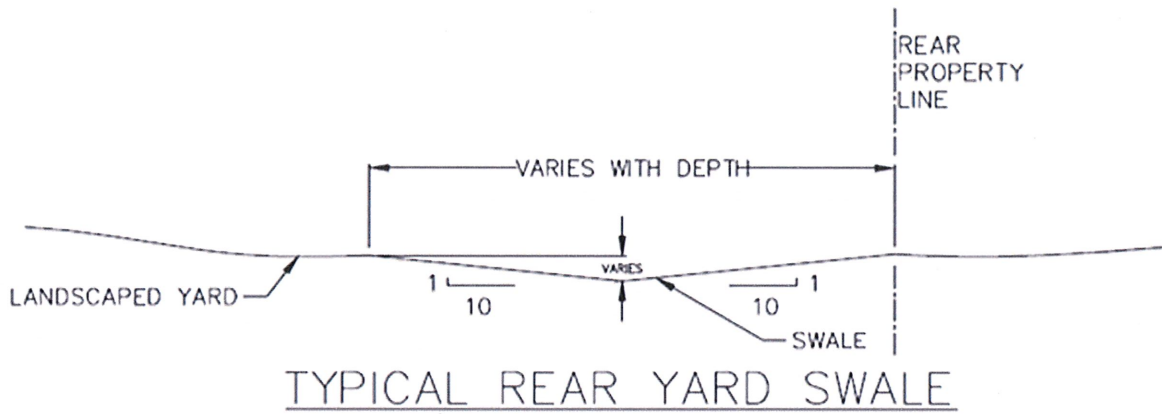 REAR
PROPERTY
LINE
VARIES WITH DEPTH
VARIES
LANDSCAPED YARD
1
10
10
1
SWALE
TYPICAL REAR YARD SWALE